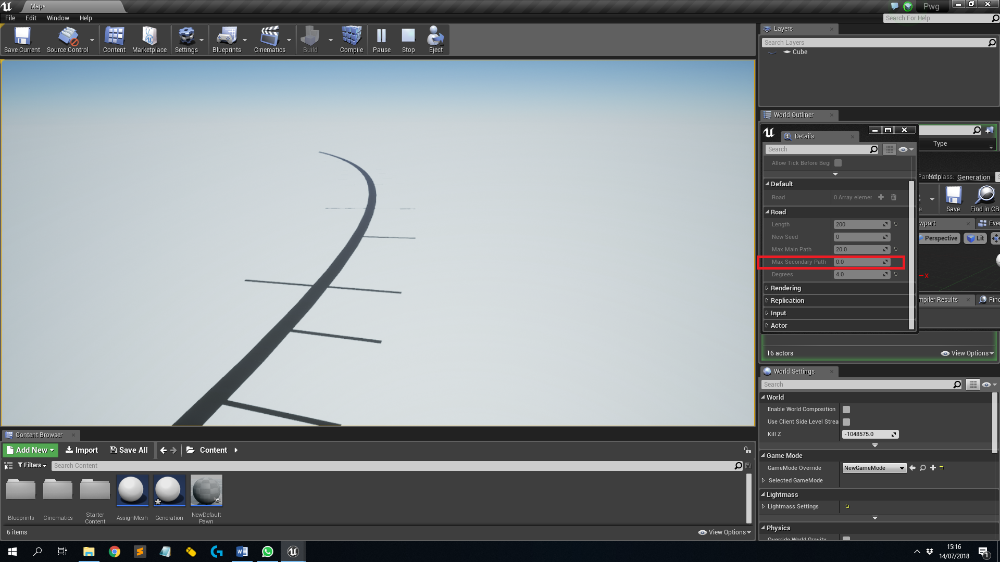 Map*
Pwg
File Edit Window Help
Search For Help
Save Current Source Control Content Marketplace Settings Blueprints Cinematics Build Compile Pause Stop Eject
Layers
Search Layers
Cube
World Outliner
Type
Details
Search
Allow Tick Before Begi
Default
Road 0 Array elemer
Road
Length 200
New Seed 0
Max Main Path 20.0
Max Secondary Path 0.0
Degrees 4.0
Rendering
Replication
Input
Actor
Help
Generation
Save Find in CB
wport Eve
Perspective Lit
X
mpiler Results Find
16 actors View Options
World Settings
Search
World
Enable World Composition
Use Client Side Level Strea
Kill Z -1048575.0
Game Mode
GameMode Override NewGameMode
Selected GameMode
Lightmass
Lightmass Settings
Physics
Override World Gravity
Content Browser
Add New Import Save All Content
Filters Search Content
Blueprints Cinematics Starter Content AssignMesh Generation NewDefault Pawn
6 items View Options
15:16
14/07/2018
1